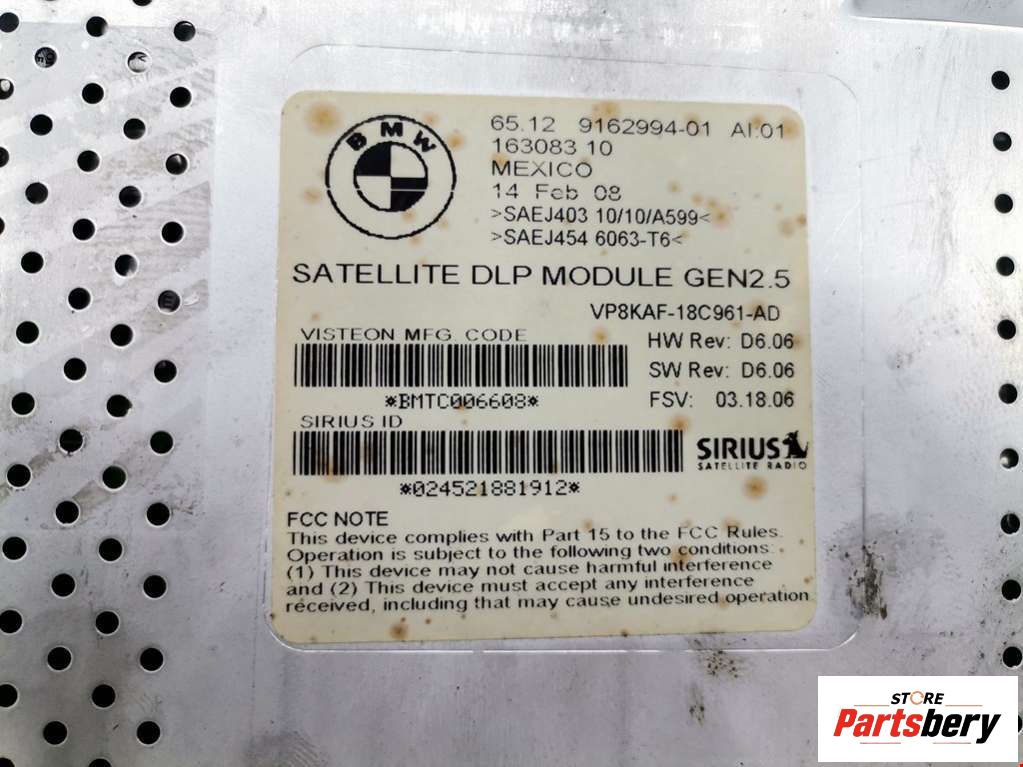 BMW
65.12 9162994-01 AI:01
163083 10
MEXICO
14 Feb 08
>SAEJ403 10/10/A599<
>SAEJ454 6063-T6<
SATELLITE DLP MODULE GEN2.5
VP8KAF-18C961-AD
VISTEON MFG. CODE
HW Rev: D6.06
SW Rev: D6.06
*BMTC006608*
FSV: 03.18.06
SIRIUS ID
SIRIUS
SATELLITE RADIO
*024521881912*
FCC NOTE
This device complies with Part 15 to the FCC Rules.
Operation is subject to the following two conditions:
(1) This device may not cause harmful interference
and (2) This device must accept any interference
received, including that may cause undesired operation
STORE
Partsbery